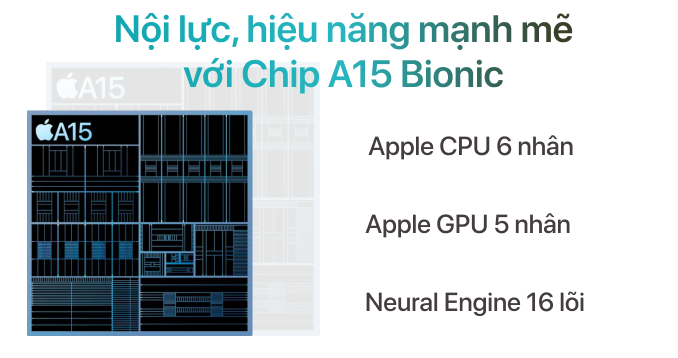 Nội lực, hiệu năng mạnh mẽ
với Chip A15 Bionic
A15
A15
Apple CPU 6 nhân
Apple GPU 5 nhân
Neural Engine 16 lõi